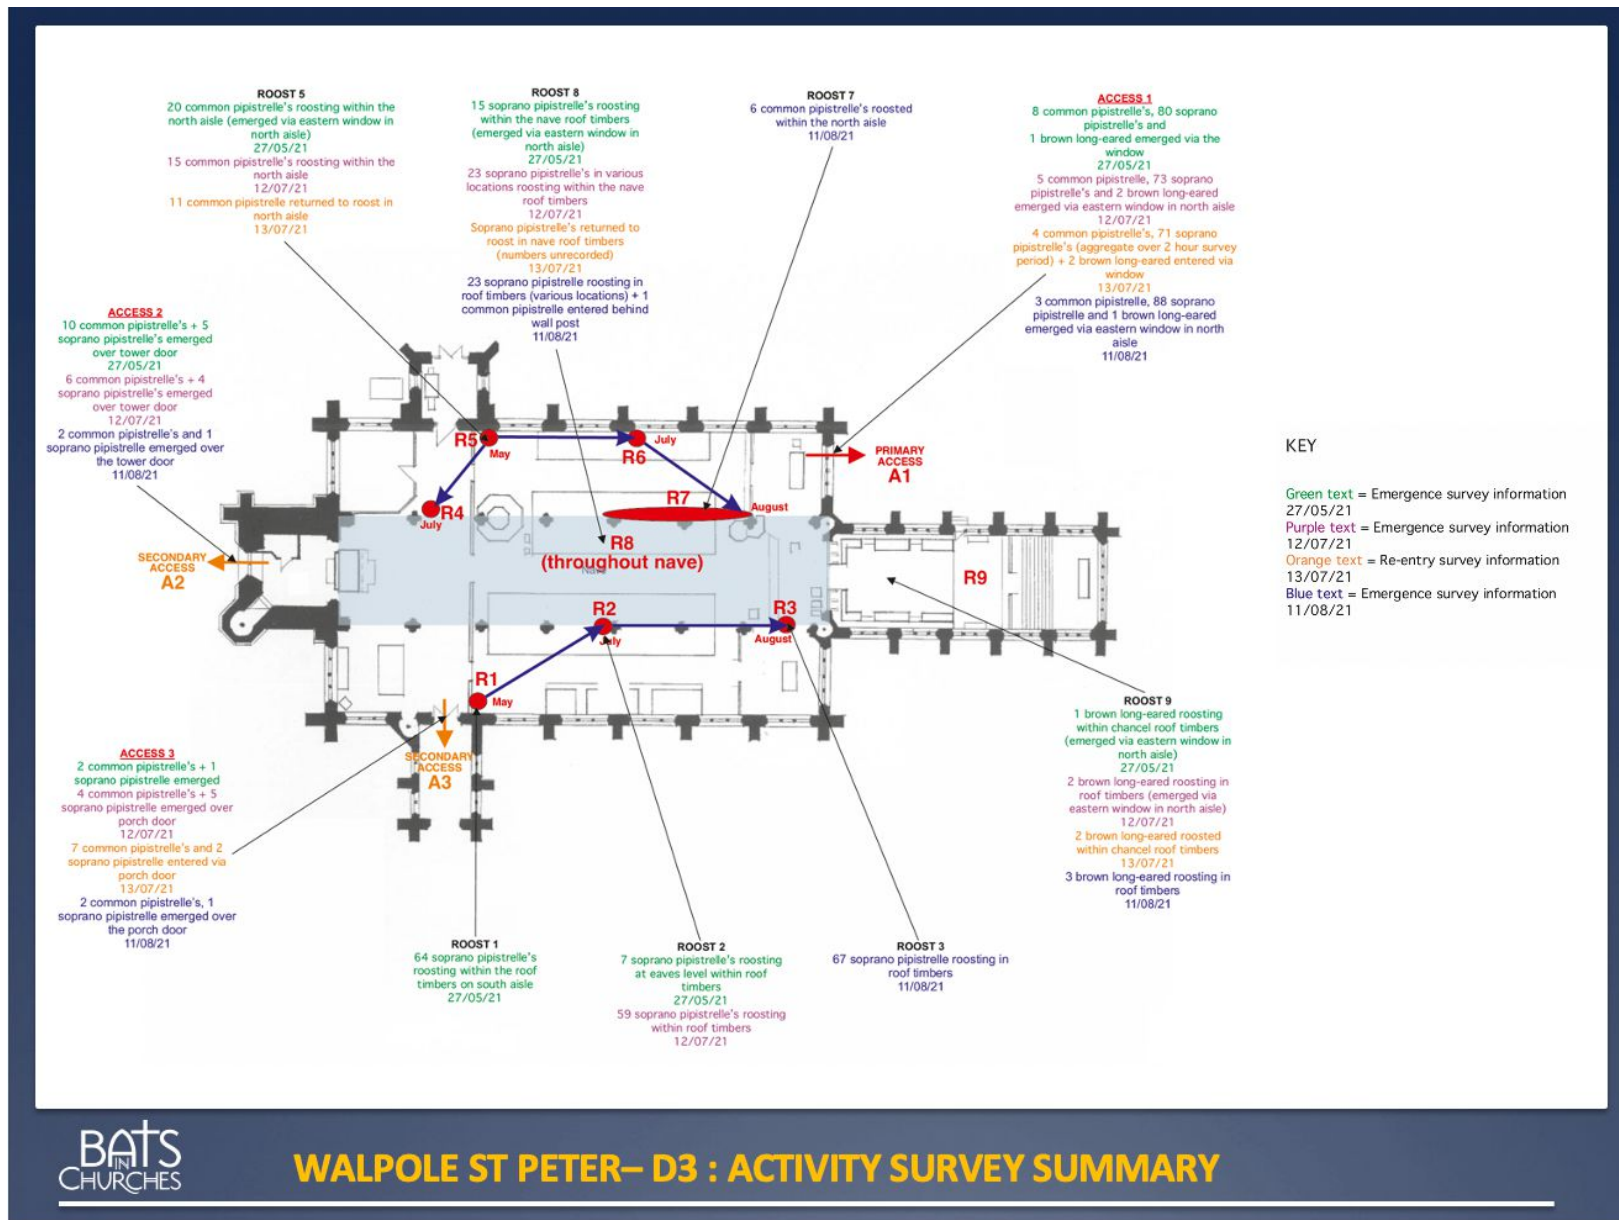 ROOST 5
20 common pipistrelle's roosting within the
north aisle (emerged via eastern window in
north aisle)
27/05/21
15 common pipistrelle's roosting within the
north aisle
12/07/21
11 common pipistrelle returned to roost in
north aisle
13/07/21
ROOST 8
15 soprano pipistrelle's roosting
within the nave roof timbers
(emerged via eastern window in
north aisle)
27/05/21
23 soprano pipistrelle's in various
locations roosting within the nave
roof timbers
12/07/21
Soprano pipistrelle's returned to
roost in nave roof timbers
(numbers unrecorded)
13/07/21
23 soprano pipistrelle roosting in
roof timbers (various locations) + 1
common pipistrelle entered behind
wall post
11/08/21
ROOST 7
6 common pipistrelle's roosted
within the north aisle
11/08/21
ACCESS 1
8 common pipistrelle's, 80 soprano
pipistrelle's and
1 brown long-eared emerged via the
window
27/05/21
5 common pipistrelle, 73 soprano
pipistrelle's and 2 brown long-eared
emerged via eastern window in north aisle
12/07/21
4 common pipistrelle's, 71 soprano
pipistrelle's (aggregate over 2 hour survey
period) + 2 brown long-eared entered via
window
13/07/21
3 common pipistrelle, 88 soprano
pipistrelle and 1 brown long-eared
emerged via eastern window in north
aisle
11/08/21
ACCESS 2
10 common pipistrelle's + 5
soprano pipistrelle's emerged
over tower door
27/05/21
6 common pipistrelle's + 4
soprano pipistrelle's emerged
over tower door
12/07/21
2 common pipistrelle's and 1
soprano pipistrelle emerged over
the tower door
11/08/21
R5
May
July
R6
PRIMARY
ACCESS
A1
R4
July
R7
August
R8
(throughout nave)
Nave
SECONDARY
ACCESS
A2
R9
R2
July
R3
August
R1
May
SECONDARY
ACCESS
A3
KEY
Green text = Emergence survey information
27/05/21
Purple text = Emergence survey information
12/07/21
Orange text = Re-entry survey information
13/07/21
Blue text = Emergence survey information
11/08/21
ACCESS 3
2 common pipistrelle's + 1
soprano pipistrelle emerged
4 common pipistrelle's + 5
soprano pipistrelle emerged over
porch door
12/07/21
7 common pipistrelle's and 2
soprano pipistrelle entered via
porch door
13/07/21
2 common pipistrelle's, 1
soprano pipistrelle emerged over
the porch door
11/08/21
ROOST 9
1 brown long-eared roosting
within chancel roof timbers
(emerged via eastern window in
north aisle)
27/05/21
2 brown long-eared roosting in
roof timbers (emerged via
eastern window in north aisle)
12/07/21
2 brown long-eared roosted
within chancel roof timbers
13/07/21
3 brown long-eared roosting in
roof timbers
11/08/21
ROOST 1
64 soprano pipistrelle's
roosting within the roof
timbers on south aisle
27/05/21
ROOST 2
7 soprano pipistrelle's roosting
at eaves level within roof
timbers
27/05/21
59 soprano pipistrelle's roosting
within roof timbers
12/07/21
ROOST 3
67 soprano pipistrelle roosting in
roof timbers
11/08/21
BATS
IN
CHURCHES
WALPOLE ST PETER– D3 : ACTIVITY SURVEY SUMMARY